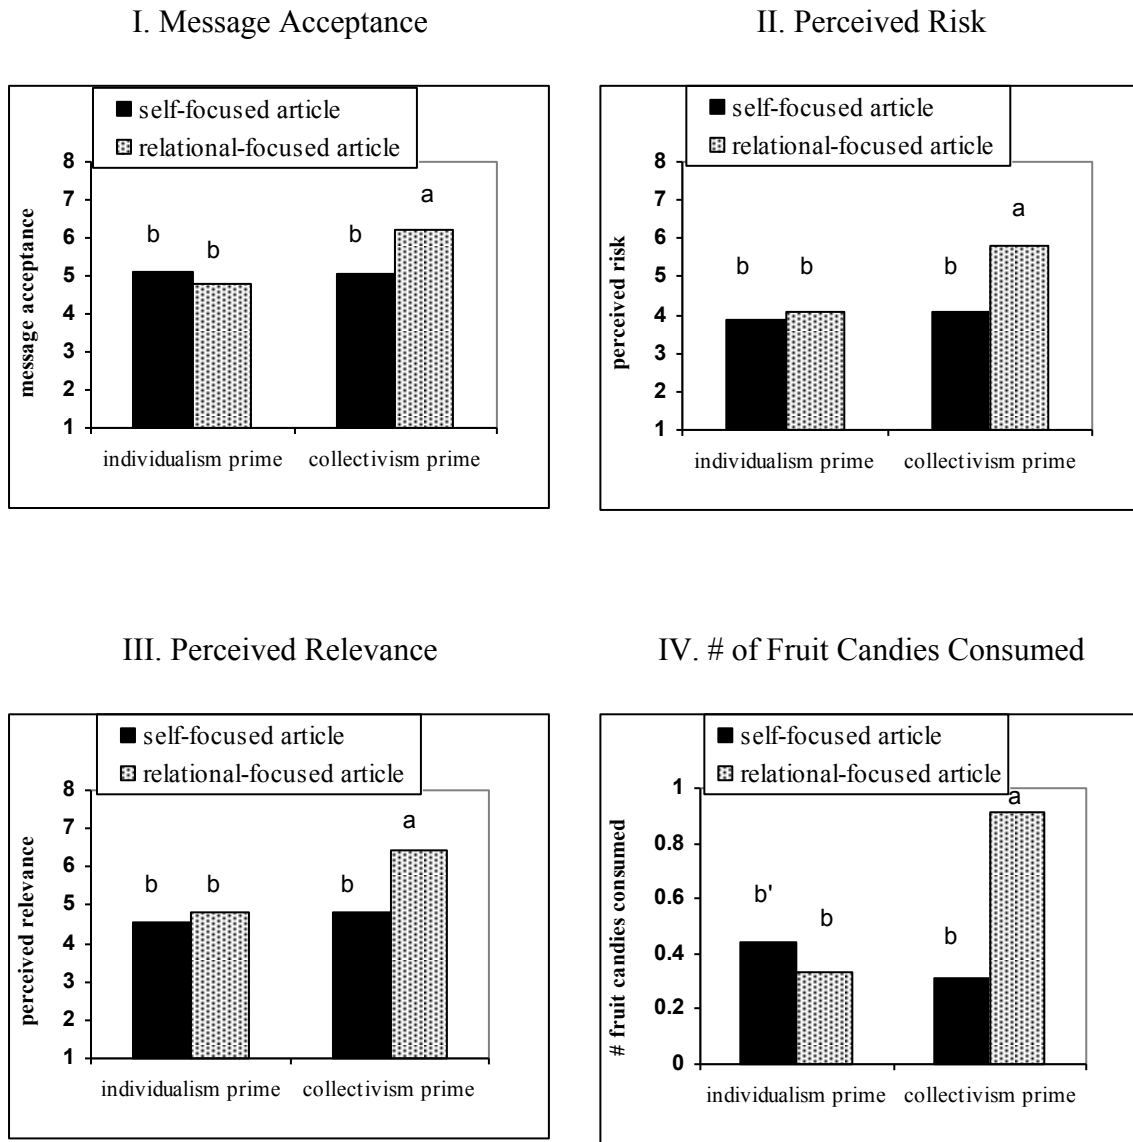 I. Message Acceptance
self-focused article
relational-focused article
message acceptance
8
7
6
5
4
3
2
1
b
b
b
a
individualism prime
collectivism prime
II. Perceived Risk
self-focused article
relational-focused article
perceived risk
8
7
6
5
4
3
2
1
b
b
b
a
individualism prime
collectivism prime
III. Perceived Relevance
self-focused article
relational-focused article
perceived relevance
8
7
6
5
4
3
2
1
b
b
b
a
individualism prime
collectivism prime
IV. # of Fruit Candies Consumed
self-focused article
relational-focused article
# fruit candies consumed
1
0.8
0.6
0.4
0.2
0
b'
b
b
a
individualism prime
collectivism prime